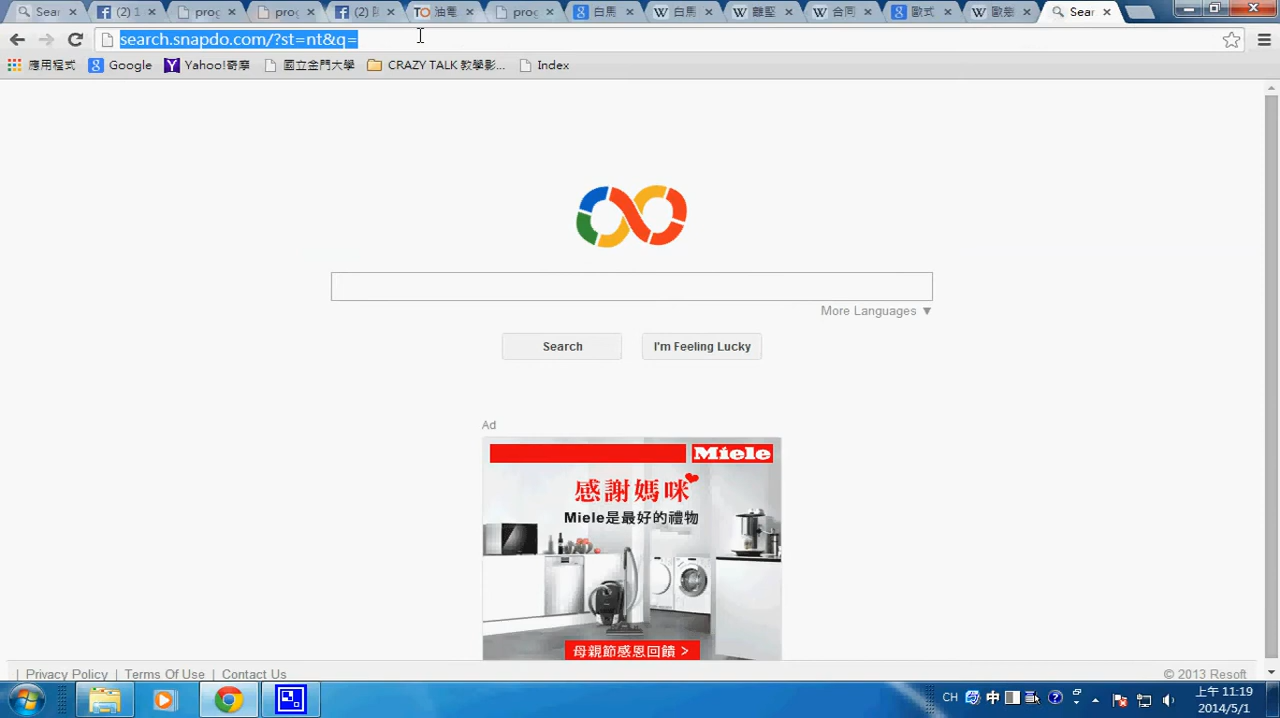 Sear
(2) 1
prog
prog
(2)
TO 油電
prog
白馬
白馬
離堅
合同
歐式
歐
Sear
search.snapdo.com/?st=nt&q=
應用程式 Google Yahoo!奇摩 國立金門大學 CRAZY TALK 教學影... Index
More Languages ▼
Search I'm Feeling Lucky
Ad
Miele
感謝媽咪
Miele是最好的禮物
母親節感恩回饋 >
| Privacy Policy | Terms Of Use | Contact Us © 2013 Resoft
CH 中 上午 11:19
2014/5/1